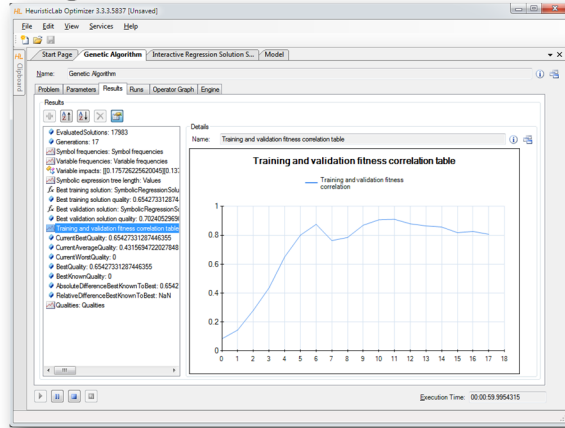 HL HeuristicLab Optimizer 3.3.3.5837 [Unsaved]
File Edit View Services Help
Start Page Genetic Algorithm Interactive Regression Solution S... Model
HL Clipboard
Name: Genetic Algorithm
Problem Parameters Results Runs Operator Graph Engine
Results
EvaluatedSolutions: 17983
Generations: 17
Symbol frequencies: Symbol frequencies
Variable frequencies: Variable frequencies
Variable impacts: [[0.175726225620045][0.13
Symbolic expression tree length: Values
Best training solution: SymbolicRegressionSolu
Best training solution quality: 0.6542733128744
Best validation solution: SymbolicRegressionSo
Best validation solution quality: 0.7024052969
Training and validation fitness correlation table
CurrentBestQuality: 0.65427331287446355
CurrentAverageQuality: 0.4315694722027848
CurrentWorstQuality: 0
BestQuality: 0.65427331287446355
BestKnownQuality: 0
AbsoluteDifferenceBestKnownToBest: 0.6542
RelativeDifferenceBestKnownToBest: NaN
Qualities: Qualities
Details
Name: Training and validation fitness correlation table
Training and validation fitness correlation table
Training and validation fitness
correlation
1
0.8
0.6
0.4
0.2
0
0 1 2 3 4 5 6 7 8 9 10 11 12 13 14 15 16 17 18
Execution Time: 00:00:59.9954315